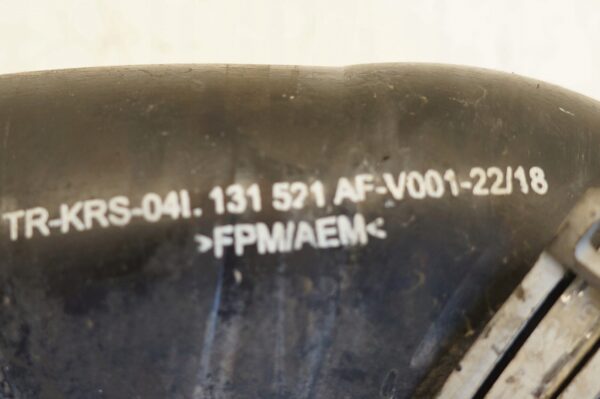 TR-KRS-04L. 131 521 AF-V001-22/18
>FPM/AEM<